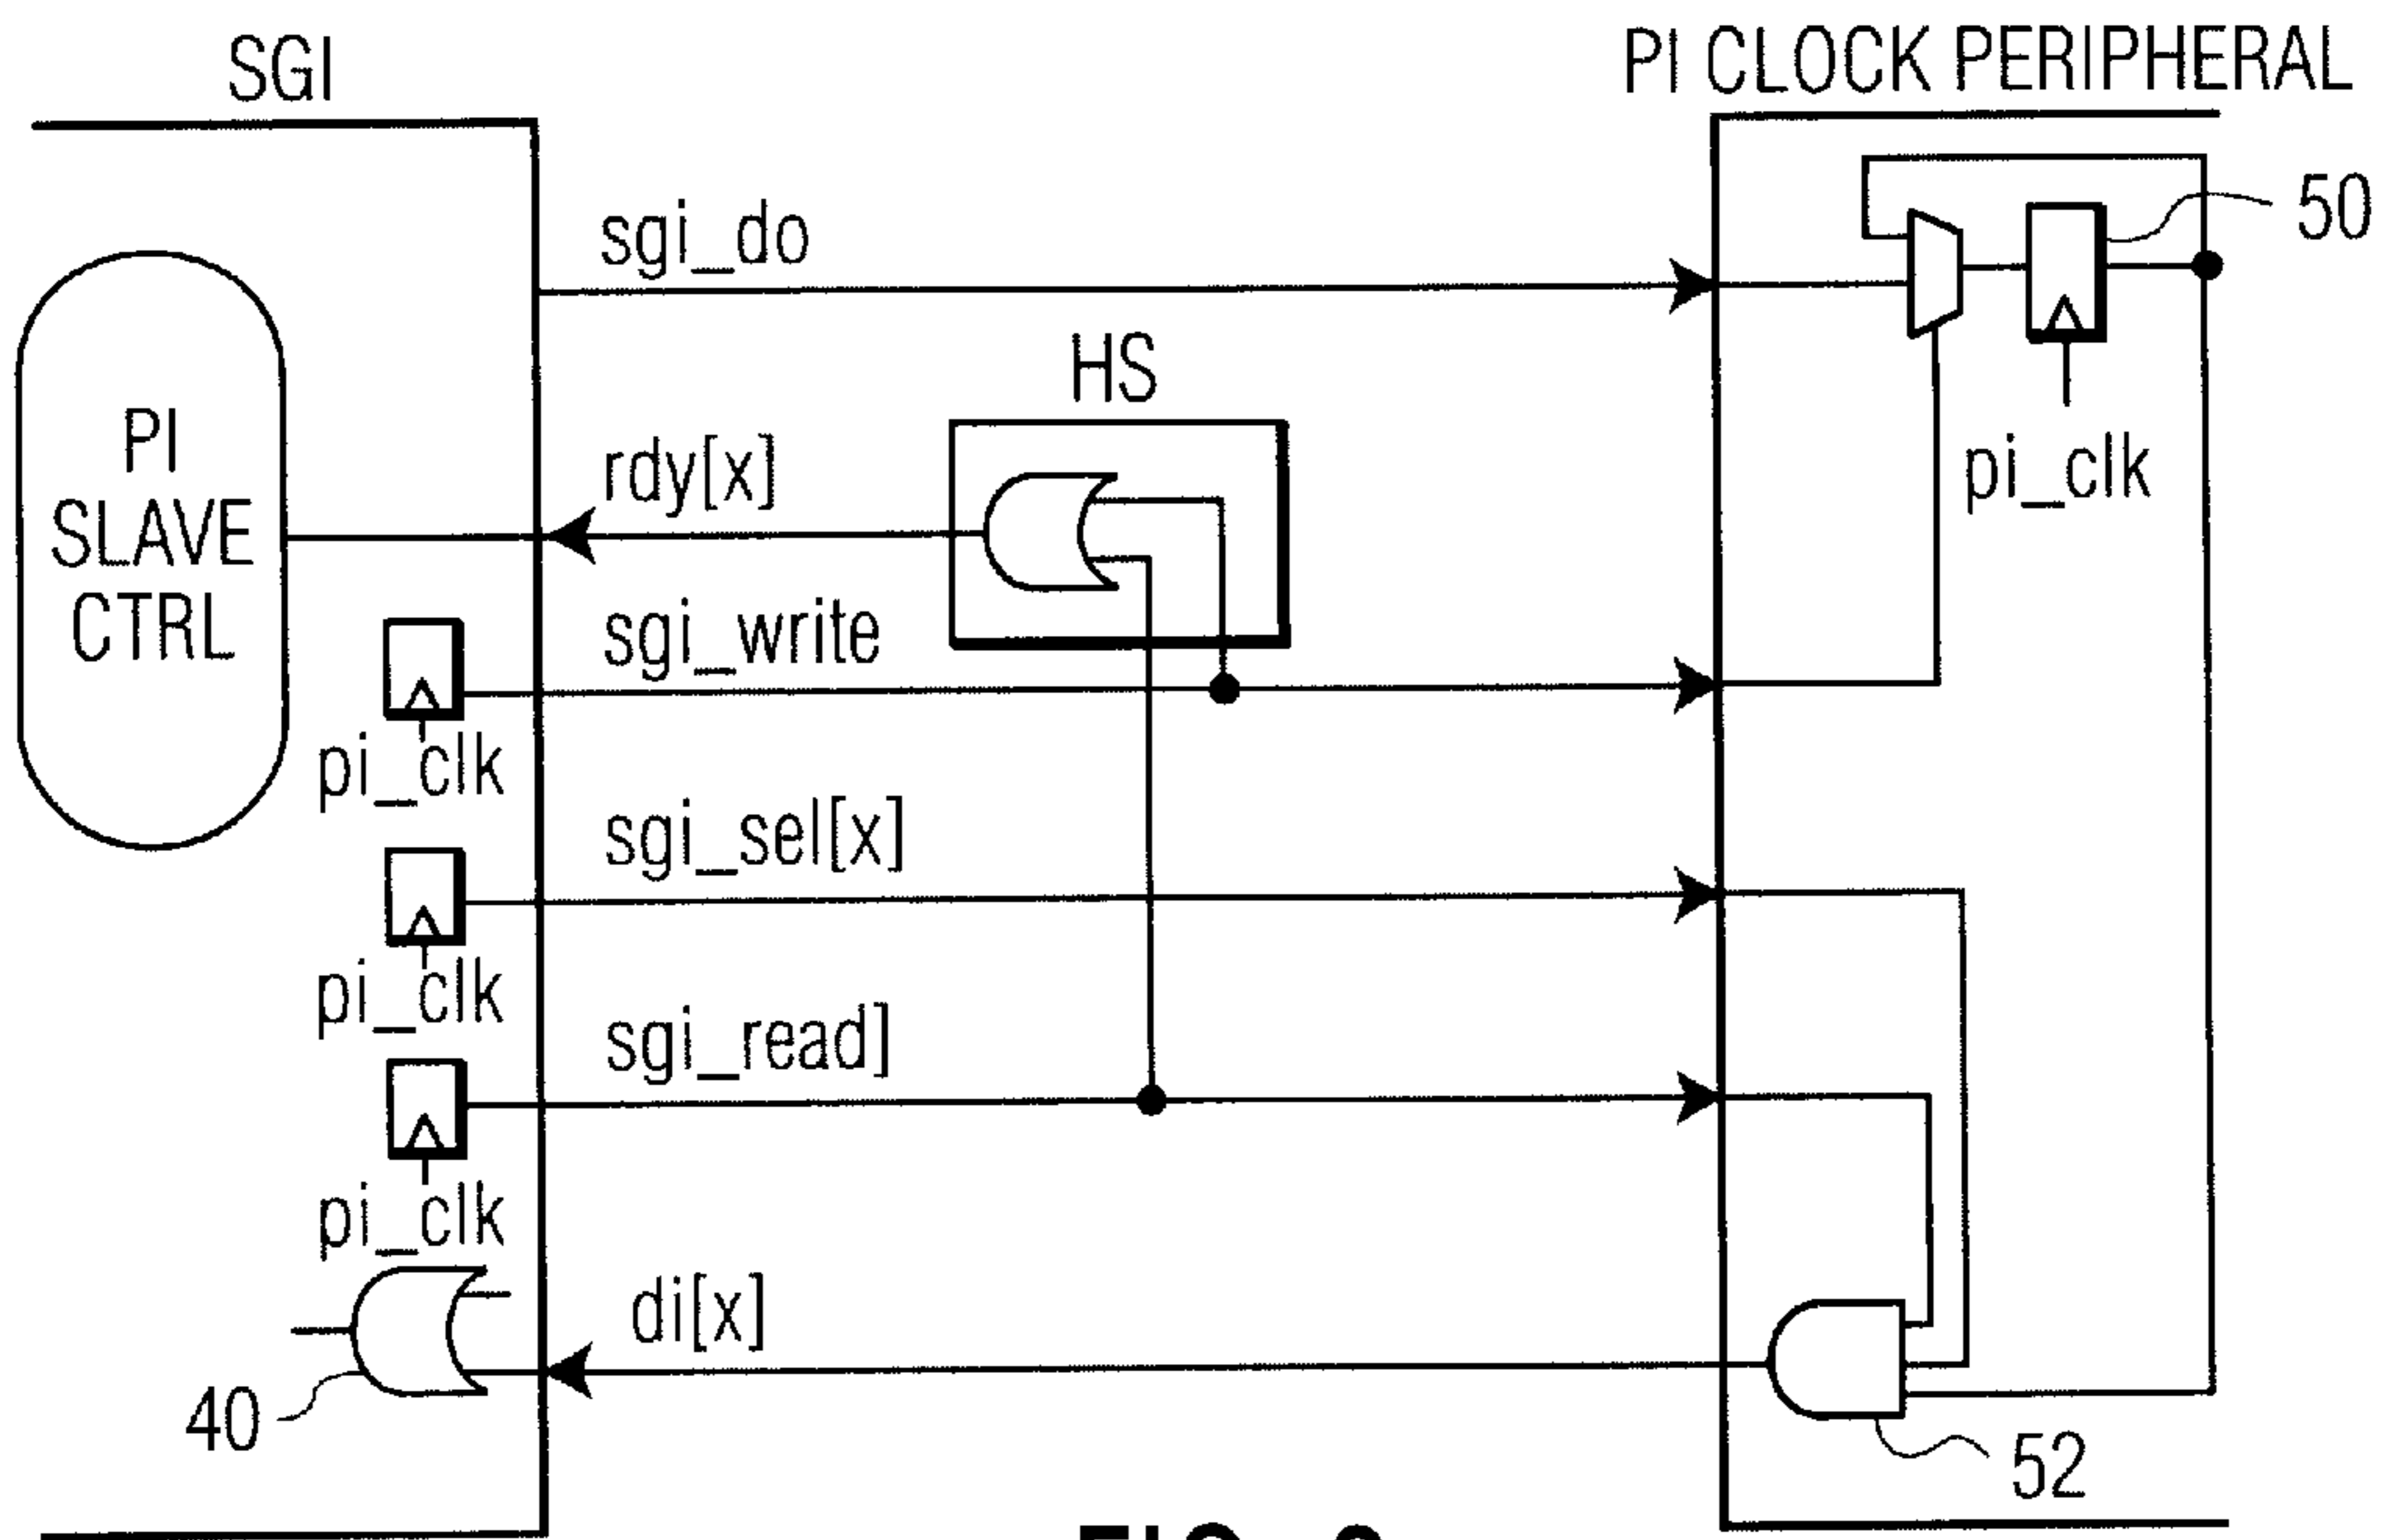 SGI
PI CLOCK PERIPHERAL
50
sgi_do
HS
PI
SLAVE
CTRL
rdy[x]
pi_clk
sgi_write
pi_clk
sgi_sel[x]
pi_clk
sgi_read]
pi_clk
di[x]
40
52